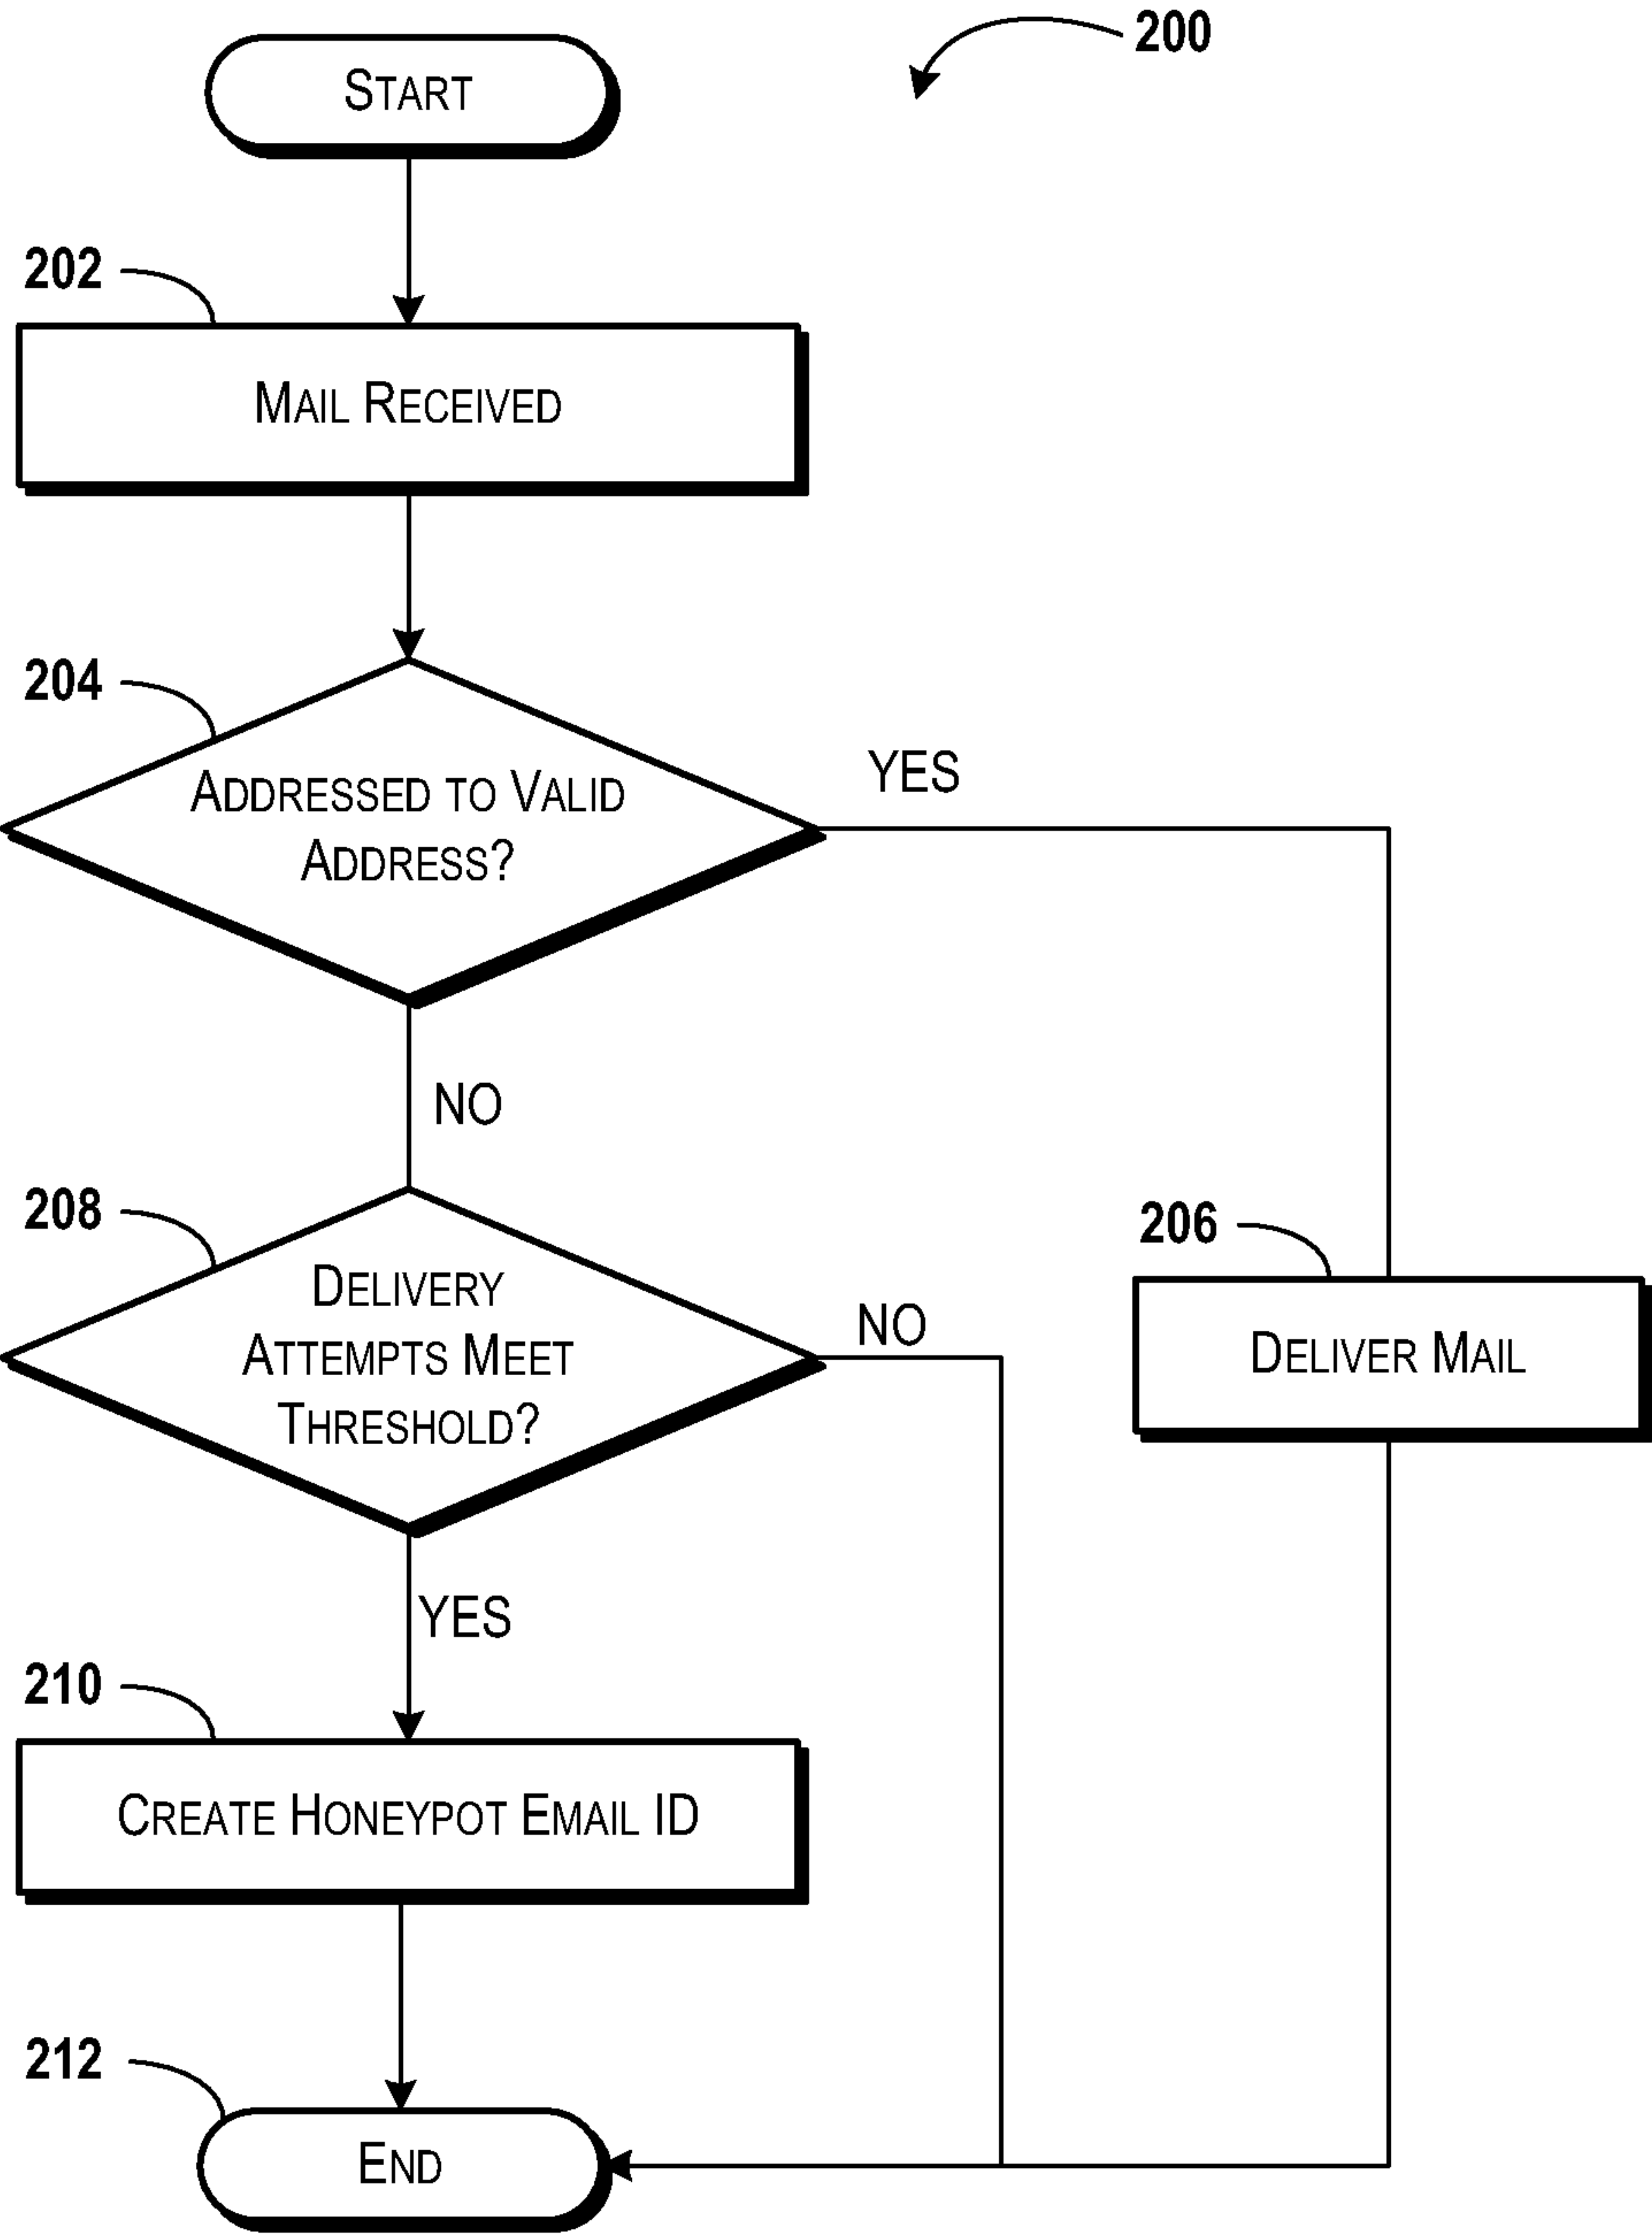 200
START
202
MAIL RECEIVED
204
ADDRESSED TO VALID
ADDRESS?
YES
NO
208
DELIVERY
ATTEMPTS MEET
THRESHOLD?
NO
206
DELIVER MAIL
YES
210
CREATE HONEYPOT EMAIL ID
212
END